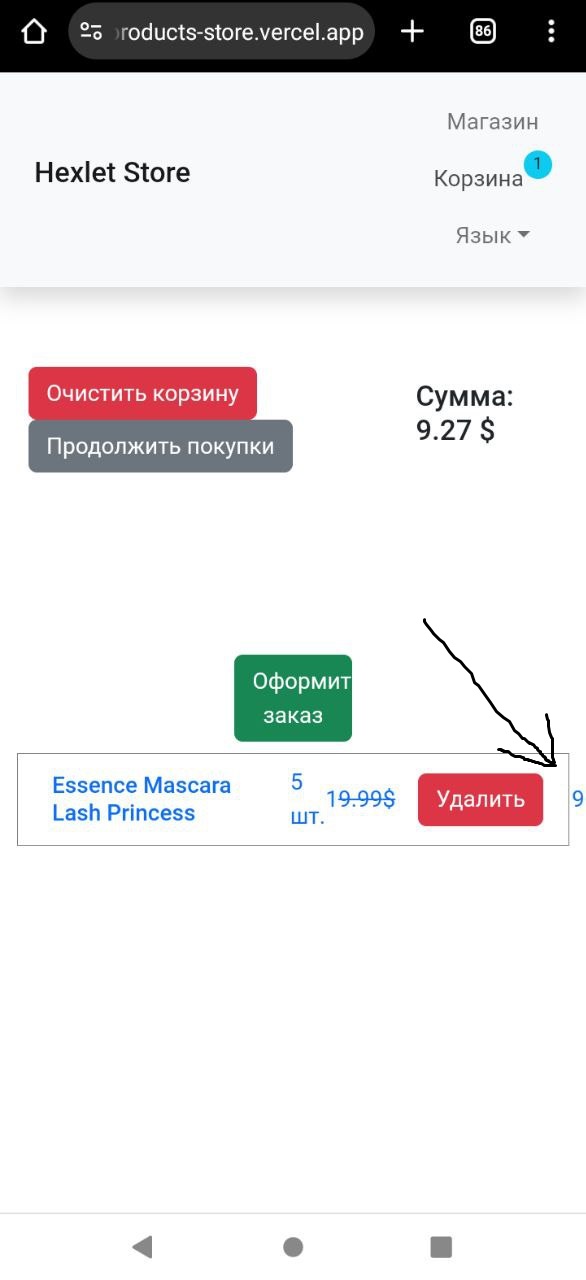 roducts-store.vercel.app
86
Магазин
Hexlet Store
Корзина 1
Язык
Очистить корзину
Продолжить покупки
Сумма:
9.27 $
Оформит
заказ
Essence Mascara
Lash Princess
5
шт.
19.99$
Удалить
9